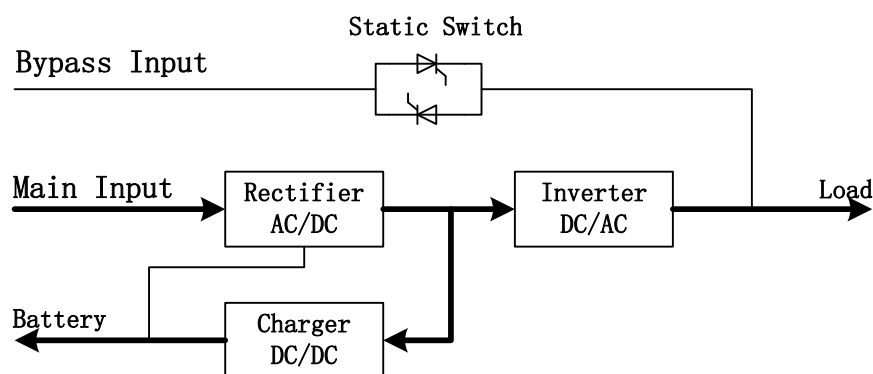 Static Switch
Bypass Input
Main Input
Rectifier
AC/DC
Inverter
DC/AC
Load
Battery
Charger
DC/DC